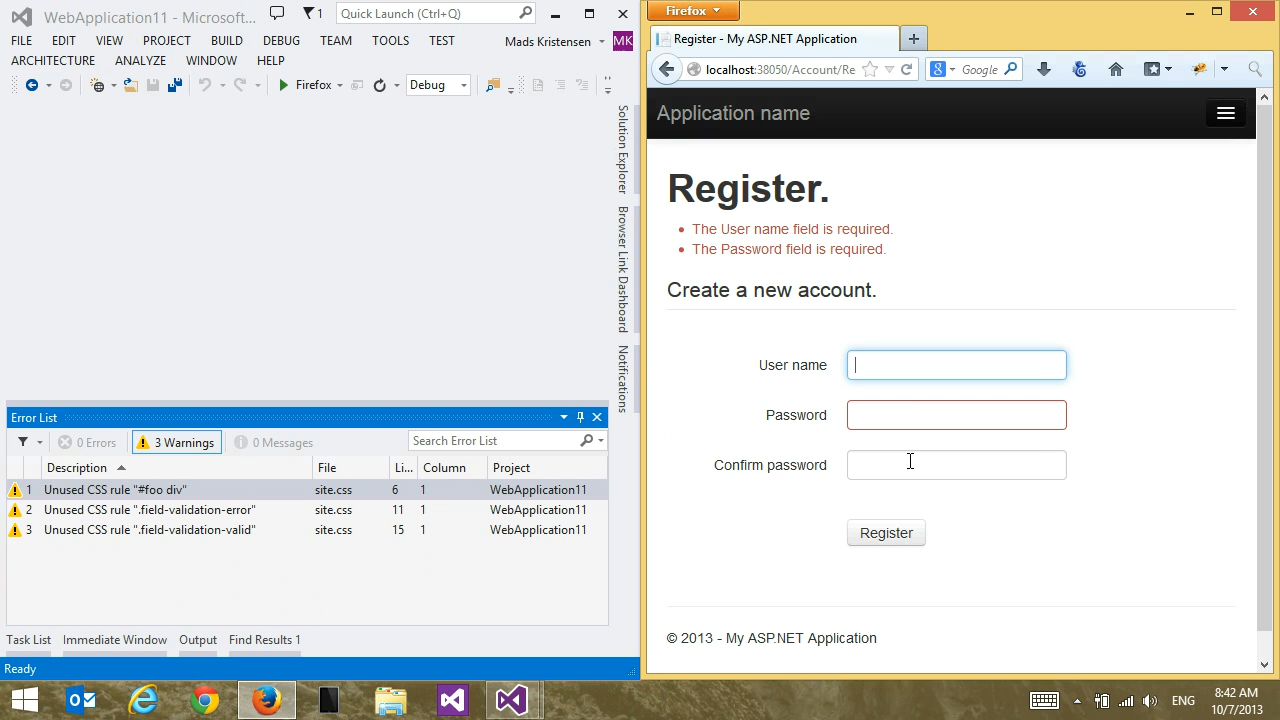 WebApplication11 - Microsoft...
1
Quick Launch (Ctrl+Q)
FILE EDIT VIEW PROJECT BUILD DEBUG TEAM TOOLS TEST
Mads Kristensen MK
ARCHITECTURE ANALYZE WINDOW HELP
Firefox Debug
Solution Explorer
Browser Link Dashboard
Notifications
Error List
0 Errors 3 Warnings 0 Messages Search Error List
Description File Li... Column Project
1 Unused CSS rule "#foo div" site.css 6 1 WebApplication11
2 Unused CSS rule ".field-validation-error" site.css 11 1 WebApplication11
3 Unused CSS rule ".field-validation-valid" site.css 15 1 WebApplication11
Task List Immediate Window Output Find Results 1
Ready
Firefox
Register - My ASP.NET Application
localhost:38050/Account/Re
8 Google
Application name
Register.
• The User name field is required.
• The Password field is required.
Create a new account.
User name
Password
Confirm password
Register
© 2013 - My ASP.NET Application
ENG
8:42 AM
10/7/2013